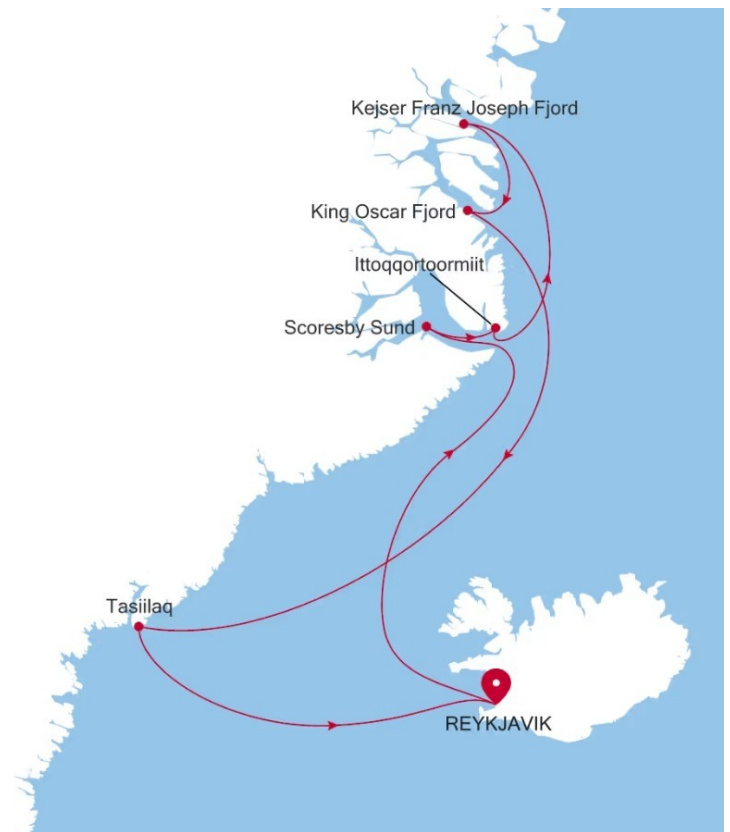 Kejser Franz Joseph Fjord
King Oscar Fjord
Ittoqqortoormiit
Scoresby Sund
Tasiilaq
REYKJAVIK